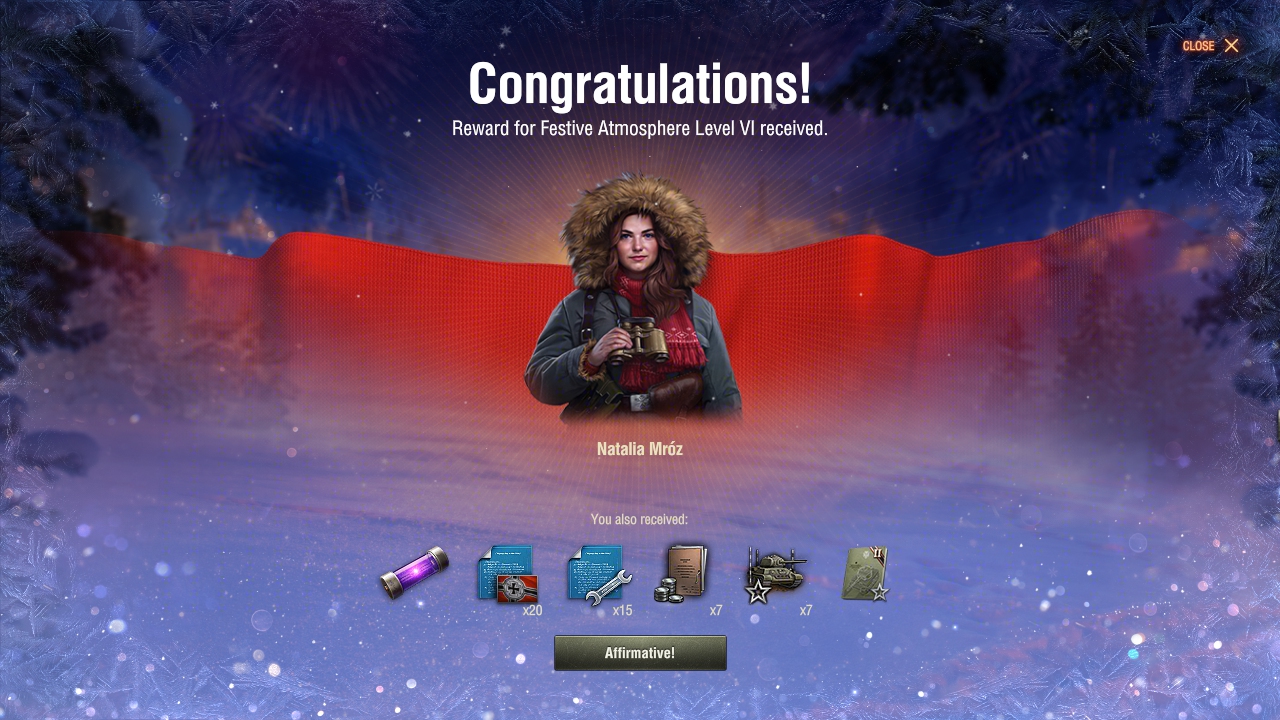 CLOSE
Congratulations!
Reward for Festive Atmosphere Level VI received.
Natalia Mróz
You also received:
x20
x15
x7
x7
II
Affirmative!